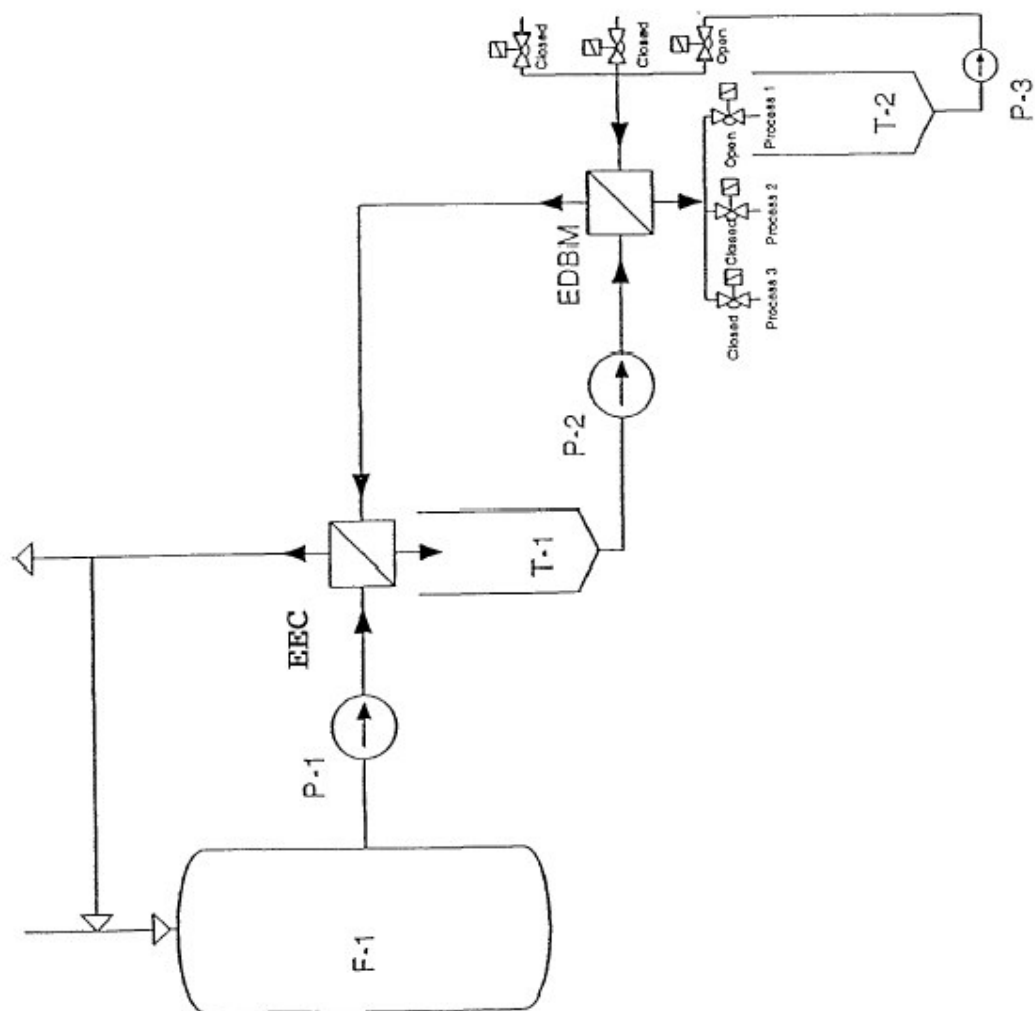 Closed
Closed
Open
P-3
T-2
Open
Process 1
Closed
Process 2
Closed
Process 3
EDBM
P-2
T-1
EEC
P-1
F-1